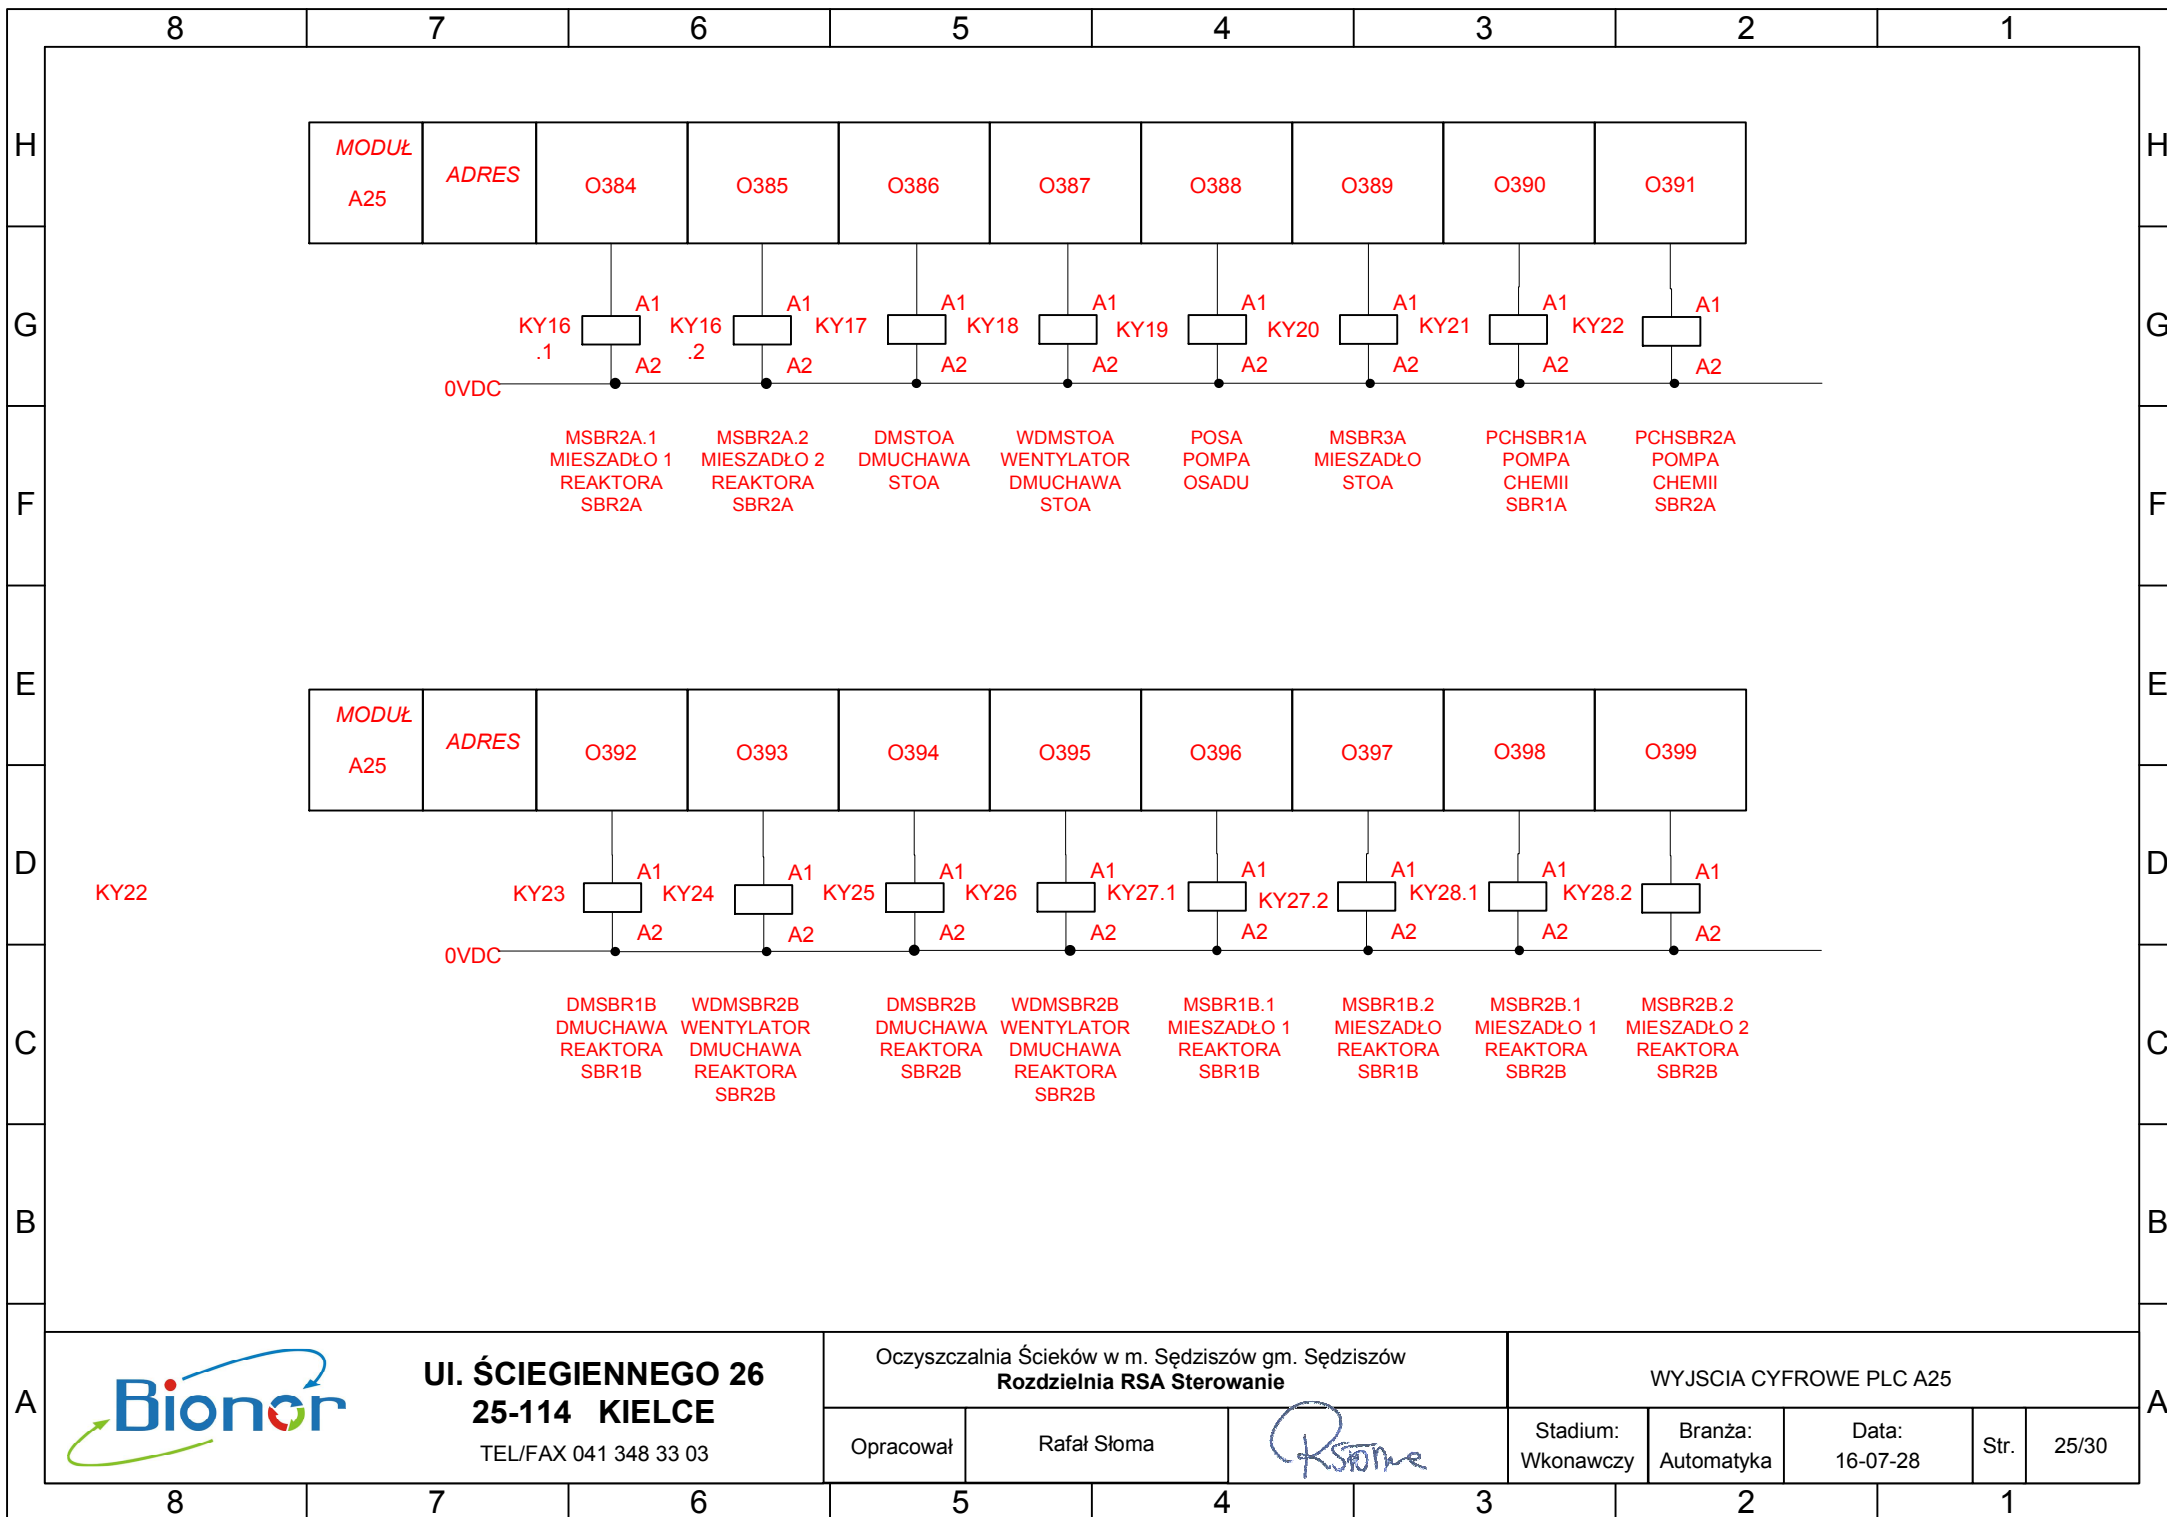 8 7 6 5 4 3 2 1
H H
MODUŁ
A25
ADRES
O384 O385 O386 O387 O388 O389 O390 O391
G G
A1 A1 A1 A1 A1 A1 A1 A1
KY16
.1
KY16
.2
KY17 KY18 KY19 KY20 KY21 KY22
A2 A2 A2 A2 A2 A2 A2 A2
0VDC
F F
MSBR2A.1
MIESZADŁO 1
REAKTORA
SBR2A
MSBR2A.2
MIESZADŁO 2
REAKTORA
SBR2A
DMSTOA
DMUCHAWA
STOA
WDMSTOA
WENTYLATOR
DMUCHAWA
STOA
POSA
POMPA
OSADU
MSBR3A
MIESZADŁO
STOA
PCHSBR1A
POMPA
CHEMII
SBR1A
PCHSBR2A
POMPA
CHEMII
SBR2A
E E
MODUŁ
A25
ADRES
O392 O393 O394 O395 O396 O397 O398 O399
D D
A1 A1 A1 A1 A1 A1 A1 A1
KY22 KY23 KY24 KY25 KY26 KY27.1 KY27.2 KY28.1 KY28.2
A2 A2 A2 A2 A2 A2 A2 A2
0VDC
C C
DMSBR1B
DMUCHAWA
REAKTORA
SBR1B
WDMSBR2B
WENTYLATOR
DMUCHAWA
REAKTORA
SBR2B
DMSBR2B
DMUCHAWA
REAKTORA
SBR2B
WDMSBR2B
WENTYLATOR
DMUCHAWA
REAKTORA
SBR2B
MSBR1B.1
MIESZADŁO 1
REAKTORA
SBR1B
MSBR1B.2
MIESZADŁO
REAKTORA
SBR1B
MSBR2B.1
MIESZADŁO 1
REAKTORA
SBR2B
MSBR2B.2
MIESZADŁO 2
REAKTORA
SBR2B
B B
A A
Bionor
Ul. ŚCIEGIENNEGO 26
25-114 KIELCE
TEL/FAX 041 348 33 03
Oczyszczalnia Ścieków w m. Sędziszów gm. Sędziszów
Rozdzielnia RSA Sterowanie
Opracował
Rafał Słoma
WYJSCIA CYFROWE PLC A25
Stadium:
Wkonawczy
Branża:
Automatyka
Data:
16-07-28
Str.
25/30
8 7 6 5 4 3 2 1